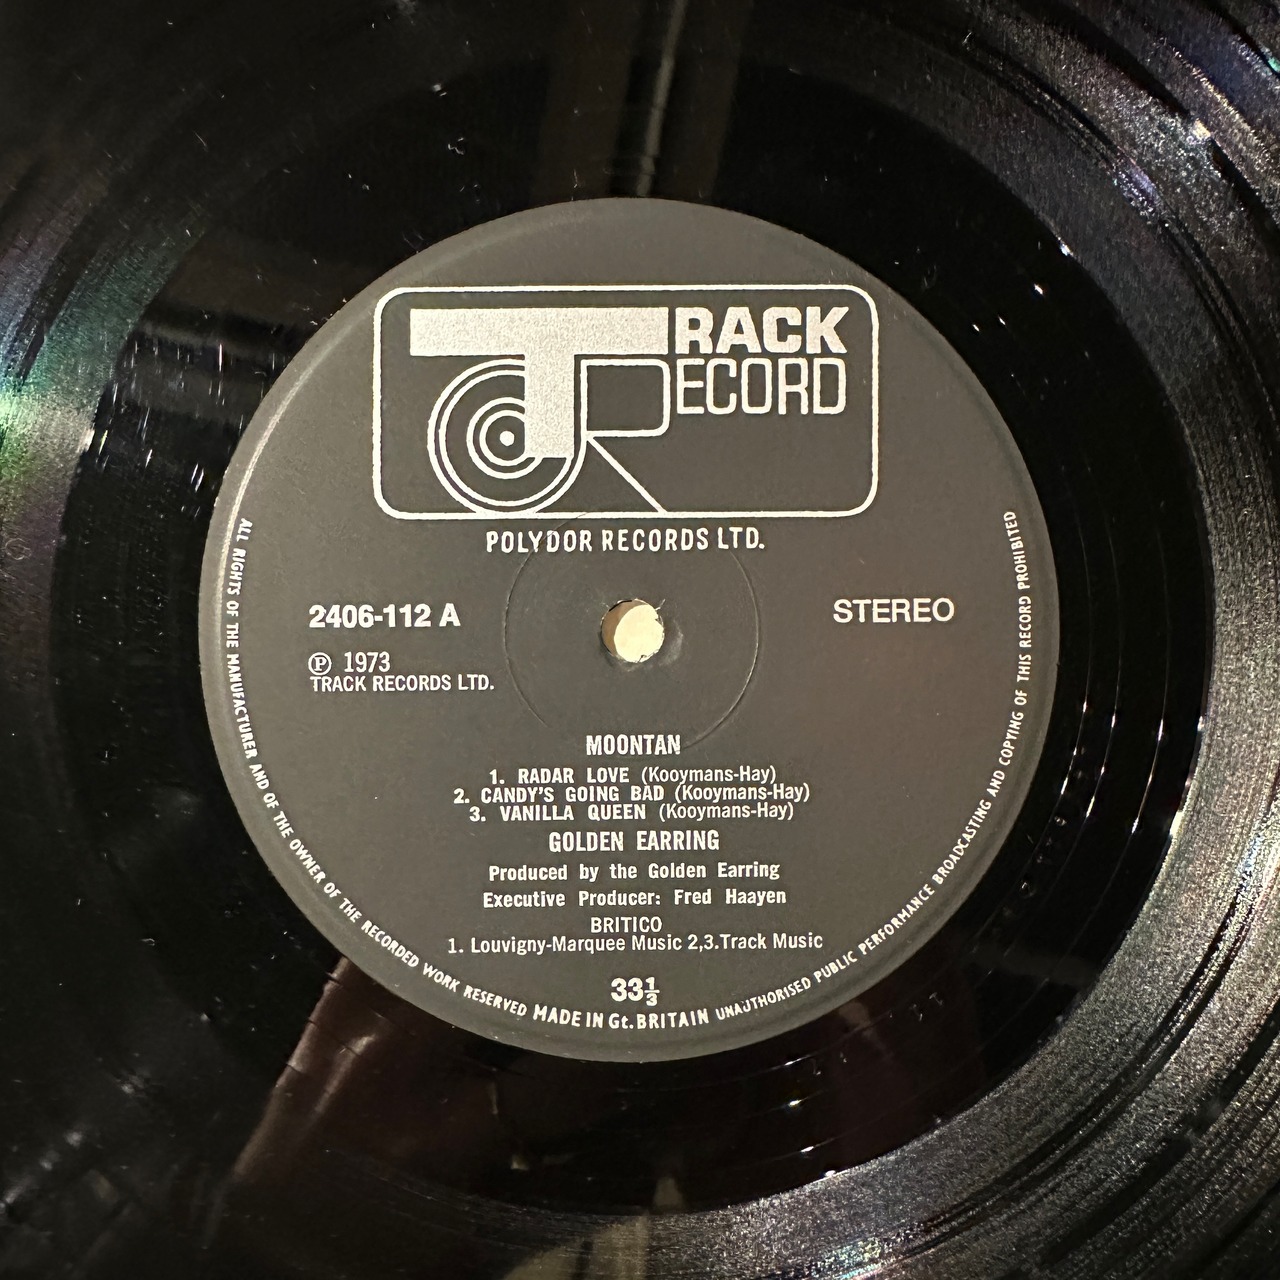 TRACK
RECORD
POLYDOR RECORDS LTD.
2406-112 A
STEREO
Ⓟ 1973
TRACK RECORDS LTD.
MOONTAN
1. RADAR LOVE (Kooymans-Hay)
2. CANDY'S GOING BAD (Kooymans-Hay)
3. VANILLA QUEEN (Kooymans-Hay)
GOLDEN EARRING
Produced by the Golden Earring
Executive Producer: Fred Haayen
BRITICO
1. Louvigny-Marquee Music 2,3.Track Music
33⅓
ALL RIGHTS OF THE MANUFACTURER AND OF THE OWNER OF THE RECORDED WORK RESERVED MADE IN Gt. BRITAIN UNAUTHORISED PUBLIC PERFORMANCE BROADCASTING AND COPYING OF THIS RECORD PROHIBITED